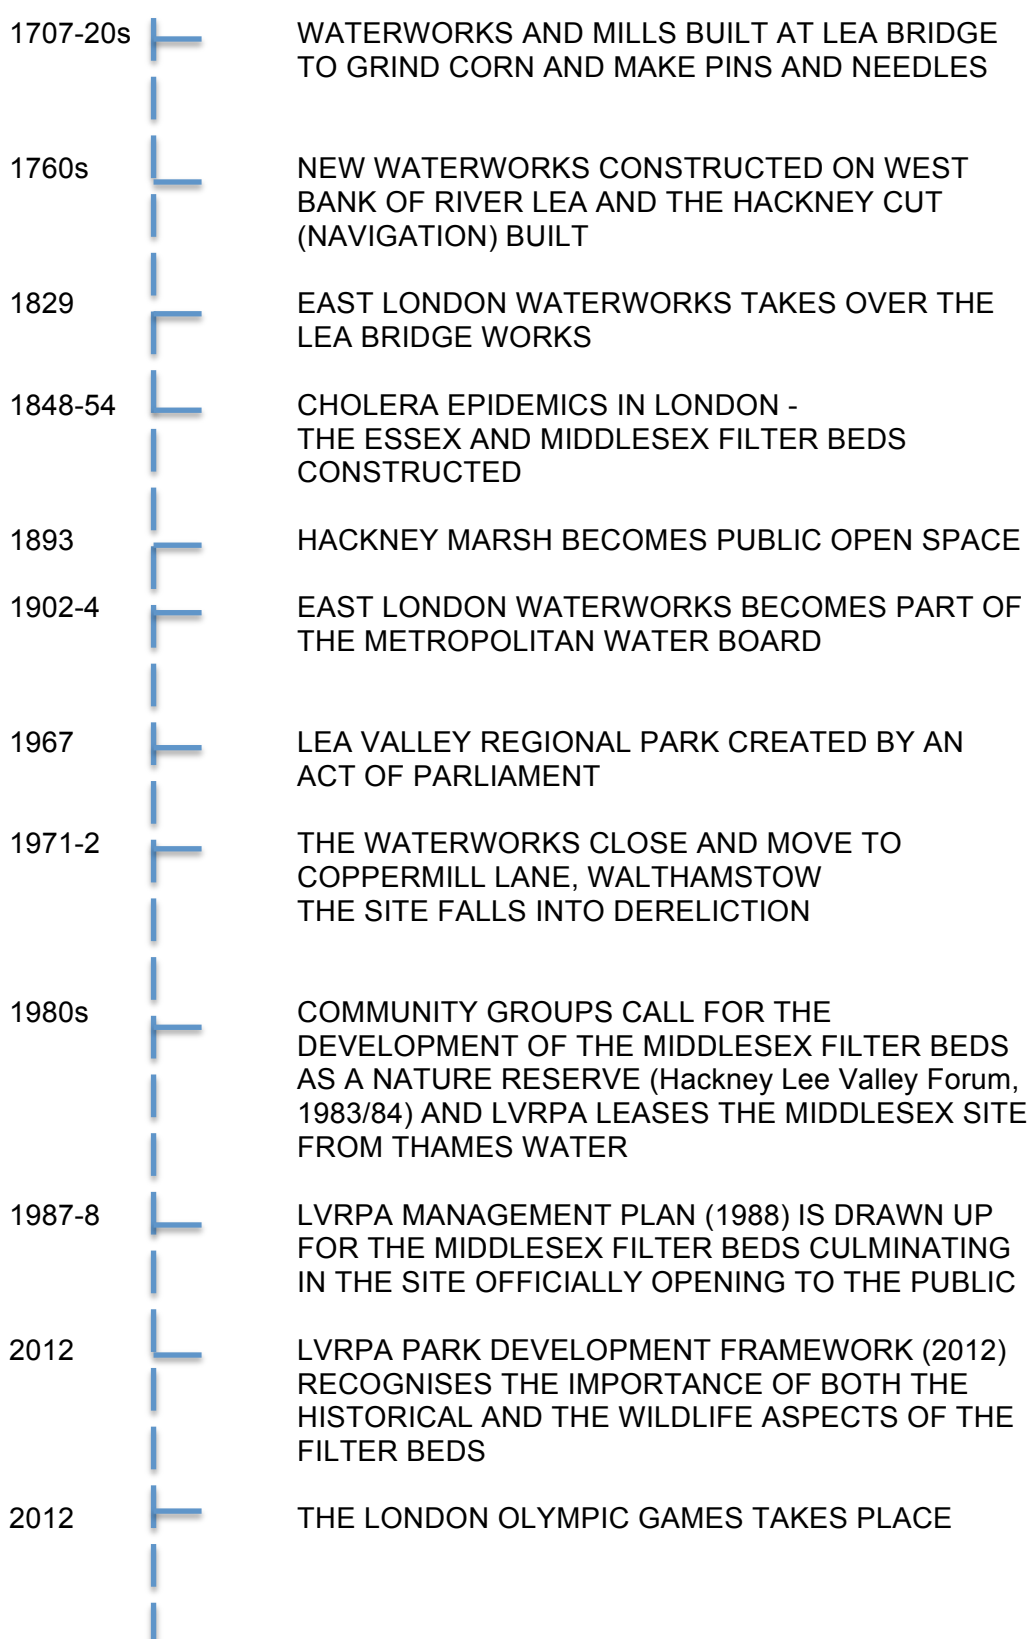 1707-20s WATERWORKS AND MILLS BUILT AT LEA BRIDGE
TO GRIND CORN AND MAKE PINS AND NEEDLES
1760s NEW WATERWORKS CONSTRUCTED ON WEST
BANK OF RIVER LEA AND THE HACKNEY CUT
(NAVIGATION) BUILT
1829 EAST LONDON WATERWORKS TAKES OVER THE
LEA BRIDGE WORKS
1848-54 CHOLERA EPIDEMICS IN LONDON -
THE ESSEX AND MIDDLESEX FILTER BEDS
CONSTRUCTED
1893 HACKNEY MARSH BECOMES PUBLIC OPEN SPACE
1902-4 EAST LONDON WATERWORKS BECOMES PART OF
THE METROPOLITAN WATER BOARD
1967 LEA VALLEY REGIONAL PARK CREATED BY AN
ACT OF PARLIAMENT
1971-2 THE WATERWORKS CLOSE AND MOVE TO
COPPERMILL LANE, WALTHAMSTOW
THE SITE FALLS INTO DERELICTION
1980s COMMUNITY GROUPS CALL FOR THE
DEVELOPMENT OF THE MIDDLESEX FILTER BEDS
AS A NATURE RESERVE (Hackney Lee Valley Forum,
1983/84) AND LVRPA LEASES THE MIDDLESEX SITE
FROM THAMES WATER
1987-8 LVRPA MANAGEMENT PLAN (1988) IS DRAWN UP
FOR THE MIDDLESEX FILTER BEDS CULMINATING
IN THE SITE OFFICIALLY OPENING TO THE PUBLIC
2012 LVRPA PARK DEVELOPMENT FRAMEWORK (2012)
RECOGNISES THE IMPORTANCE OF BOTH THE
HISTORICAL AND THE WILDLIFE ASPECTS OF THE
FILTER BEDS
2012 THE LONDON OLYMPIC GAMES TAKES PLACE